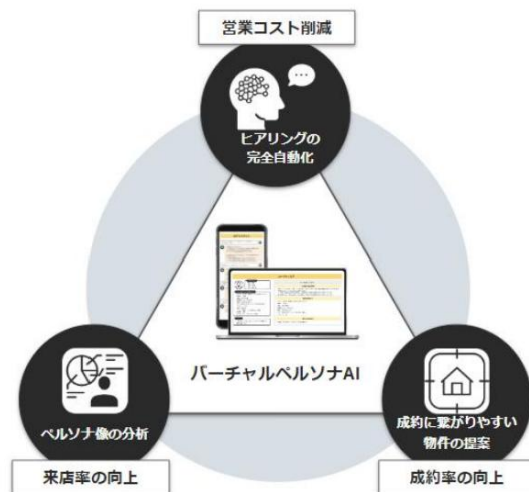 営業コスト削減
ヒアリングの
完全自動化
バーチャルペルソナAI
ペルソナ像の分析
来店率の向上
成約に繋がりやすい
物件の提案
成約率の向上